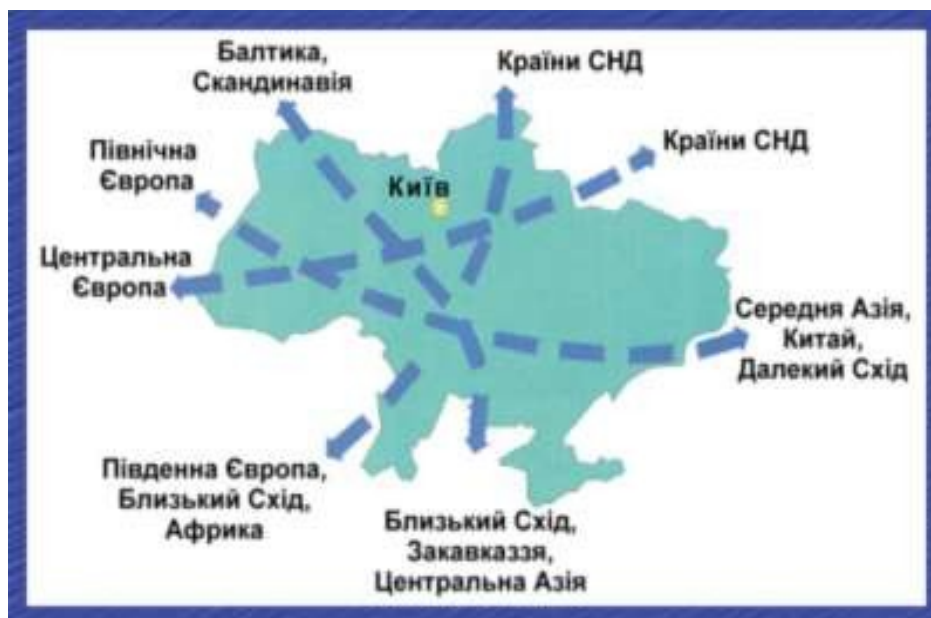 Балтика,
Скандинавія
Країни СНД
Країни СНД
Північна
Європа
Київ
Центральна
Європа
Середня Азія,
Китай,
Далекий Схід
Південна Європа,
Близький Схід,
Африка
Близький Схід,
Закавказзя,
Центральна Азія